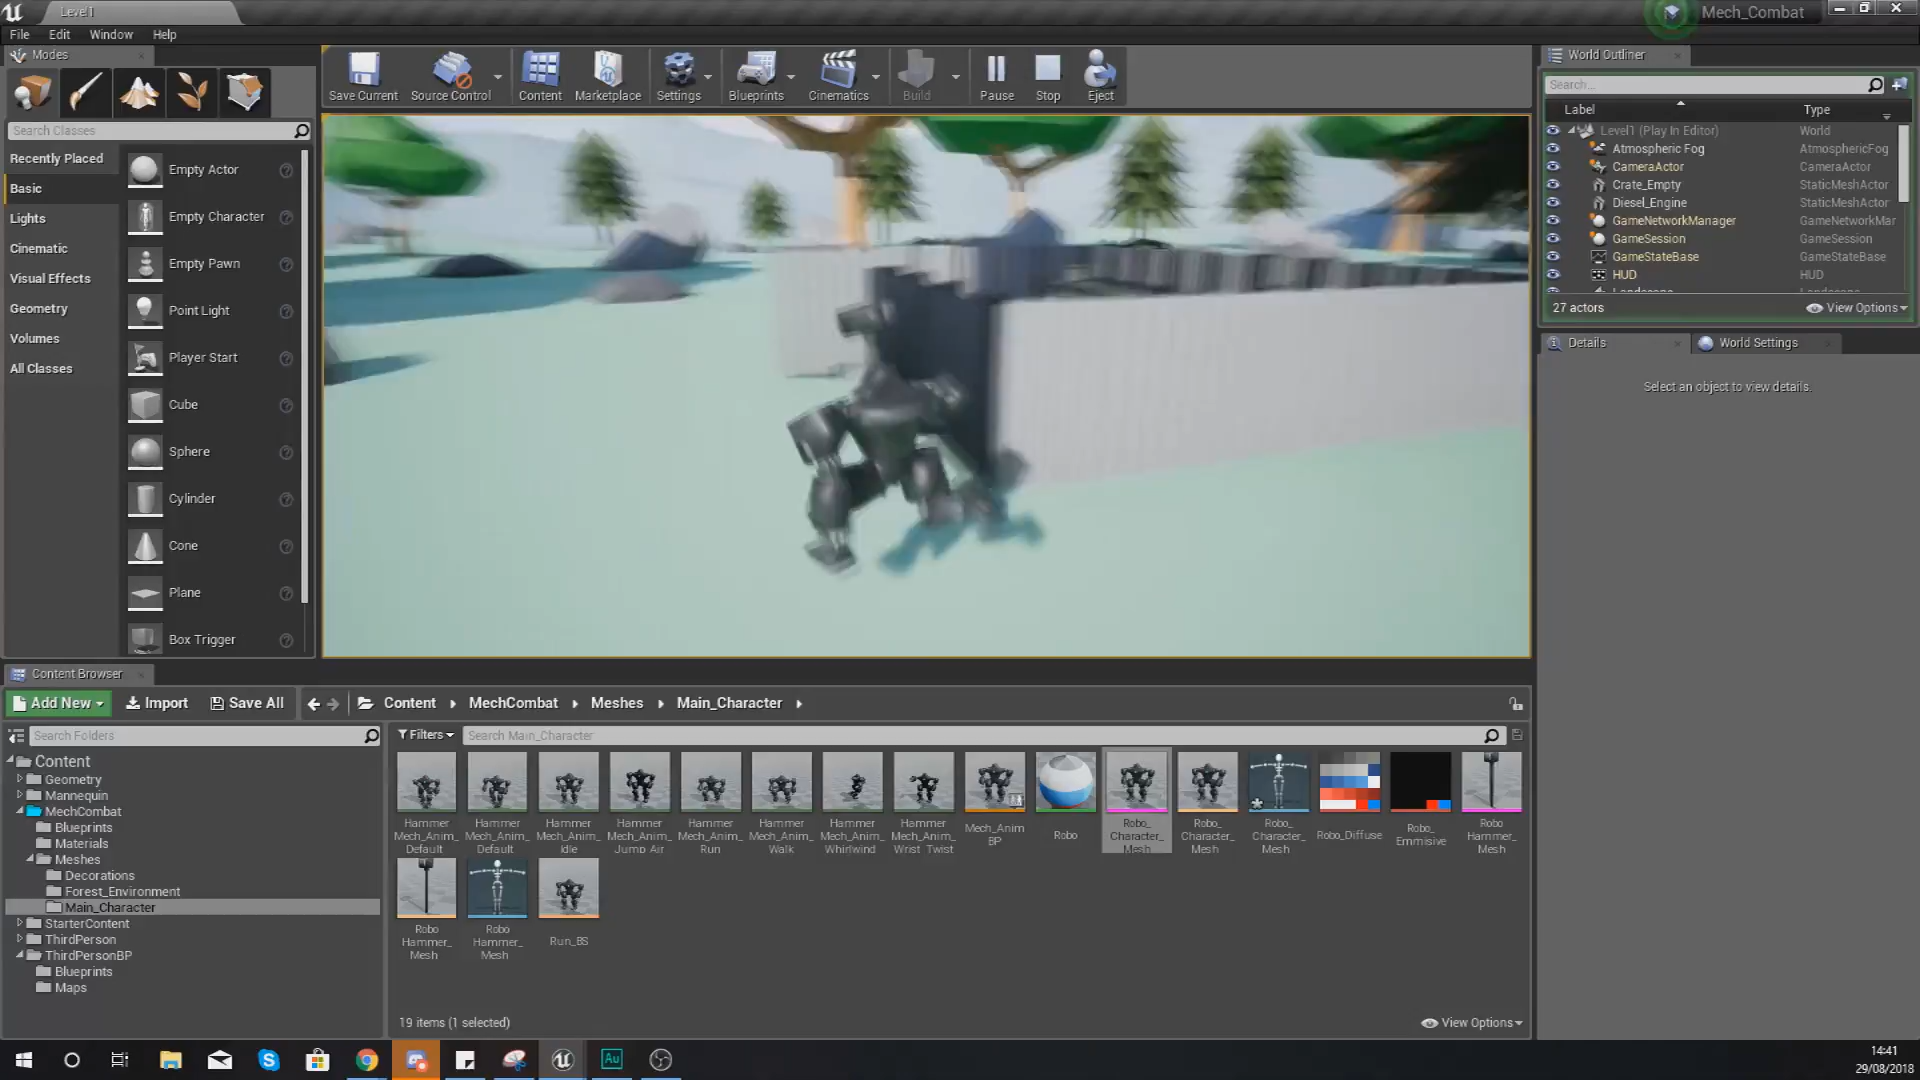 Level1
Mech_Combat
File Edit Window Help
Modes
Search Classes
Recently Placed
Basic
Lights
Cinematic
Visual Effects
Geometry
Volumes
All Classes
Empty Actor
Empty Character
Empty Pawn
Point Light
Player Start
Cube
Sphere
Cylinder
Cone
Plane
Box Trigger
Save Current
Source Control
Content
Marketplace
Settings
Blueprints
Cinematics
Build
Pause
Stop
Eject
World Outliner
Search...
Label Type
Level1 (Play In Editor) World
Atmospheric Fog AtmosphericFog
CameraActor CameraActor
Crate_Empty StaticMeshActor
Diesel_Engine StaticMeshActor
GameNetworkManager GameNetworkMar
GameSession GameSession
GameStateBase GameStateBase
HUD HUD
27 actors View Options
Details World Settings
Select an object to view details.
Content Browser
Add New Import Save All Content MechCombat Meshes Main_Character
Search Folders
Content
Geometry
Mannequin
MechCombat
Blueprints
Materials
Meshes
Decorations
Forest_Environment
Main_Character
StarterContent
ThirdPerson
ThirdPersonBP
Blueprints
Maps
Filters Search Main_Character
Hammer
Mech_Anim_
Default
Hammer
Mech_Anim_
Default
Hammer
Mech_Anim_
Idle
Hammer
Mech_Anim_
Jump_Air
Hammer
Mech_Anim_
Run
Hammer
Mech_Anim_
Walk
Hammer
Mech_Anim_
Whirlwind
Hammer
Mech_Anim_
Wrist_Twist
Mech_Anim
BP
Robo
Robo_
Character_
Mesh
Robo_
Character_
Mesh
Robo_
Character_
Mesh
Robo_Diffuse
Robo_
Emmisive
Robo
Hammer_
Mesh
Robo
Hammer_
Mesh
Robo
Hammer_
Mesh
Run_BS
19 items (1 selected)
View Options
Au
14:41
29/08/2018